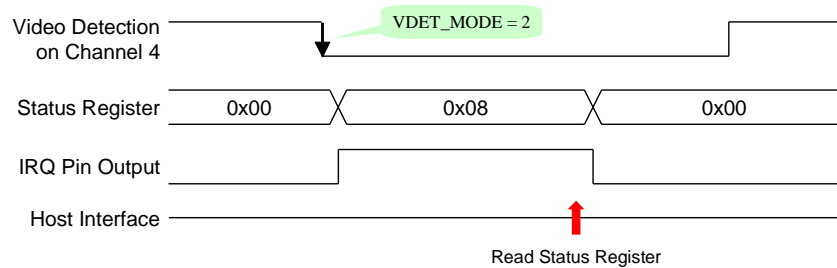 Video Detection
on Channel 4
VDET_MODE = 2
Status Register
0x00
0x08
0x00
IRQ Pin Output
Host Interface
Read Status Register